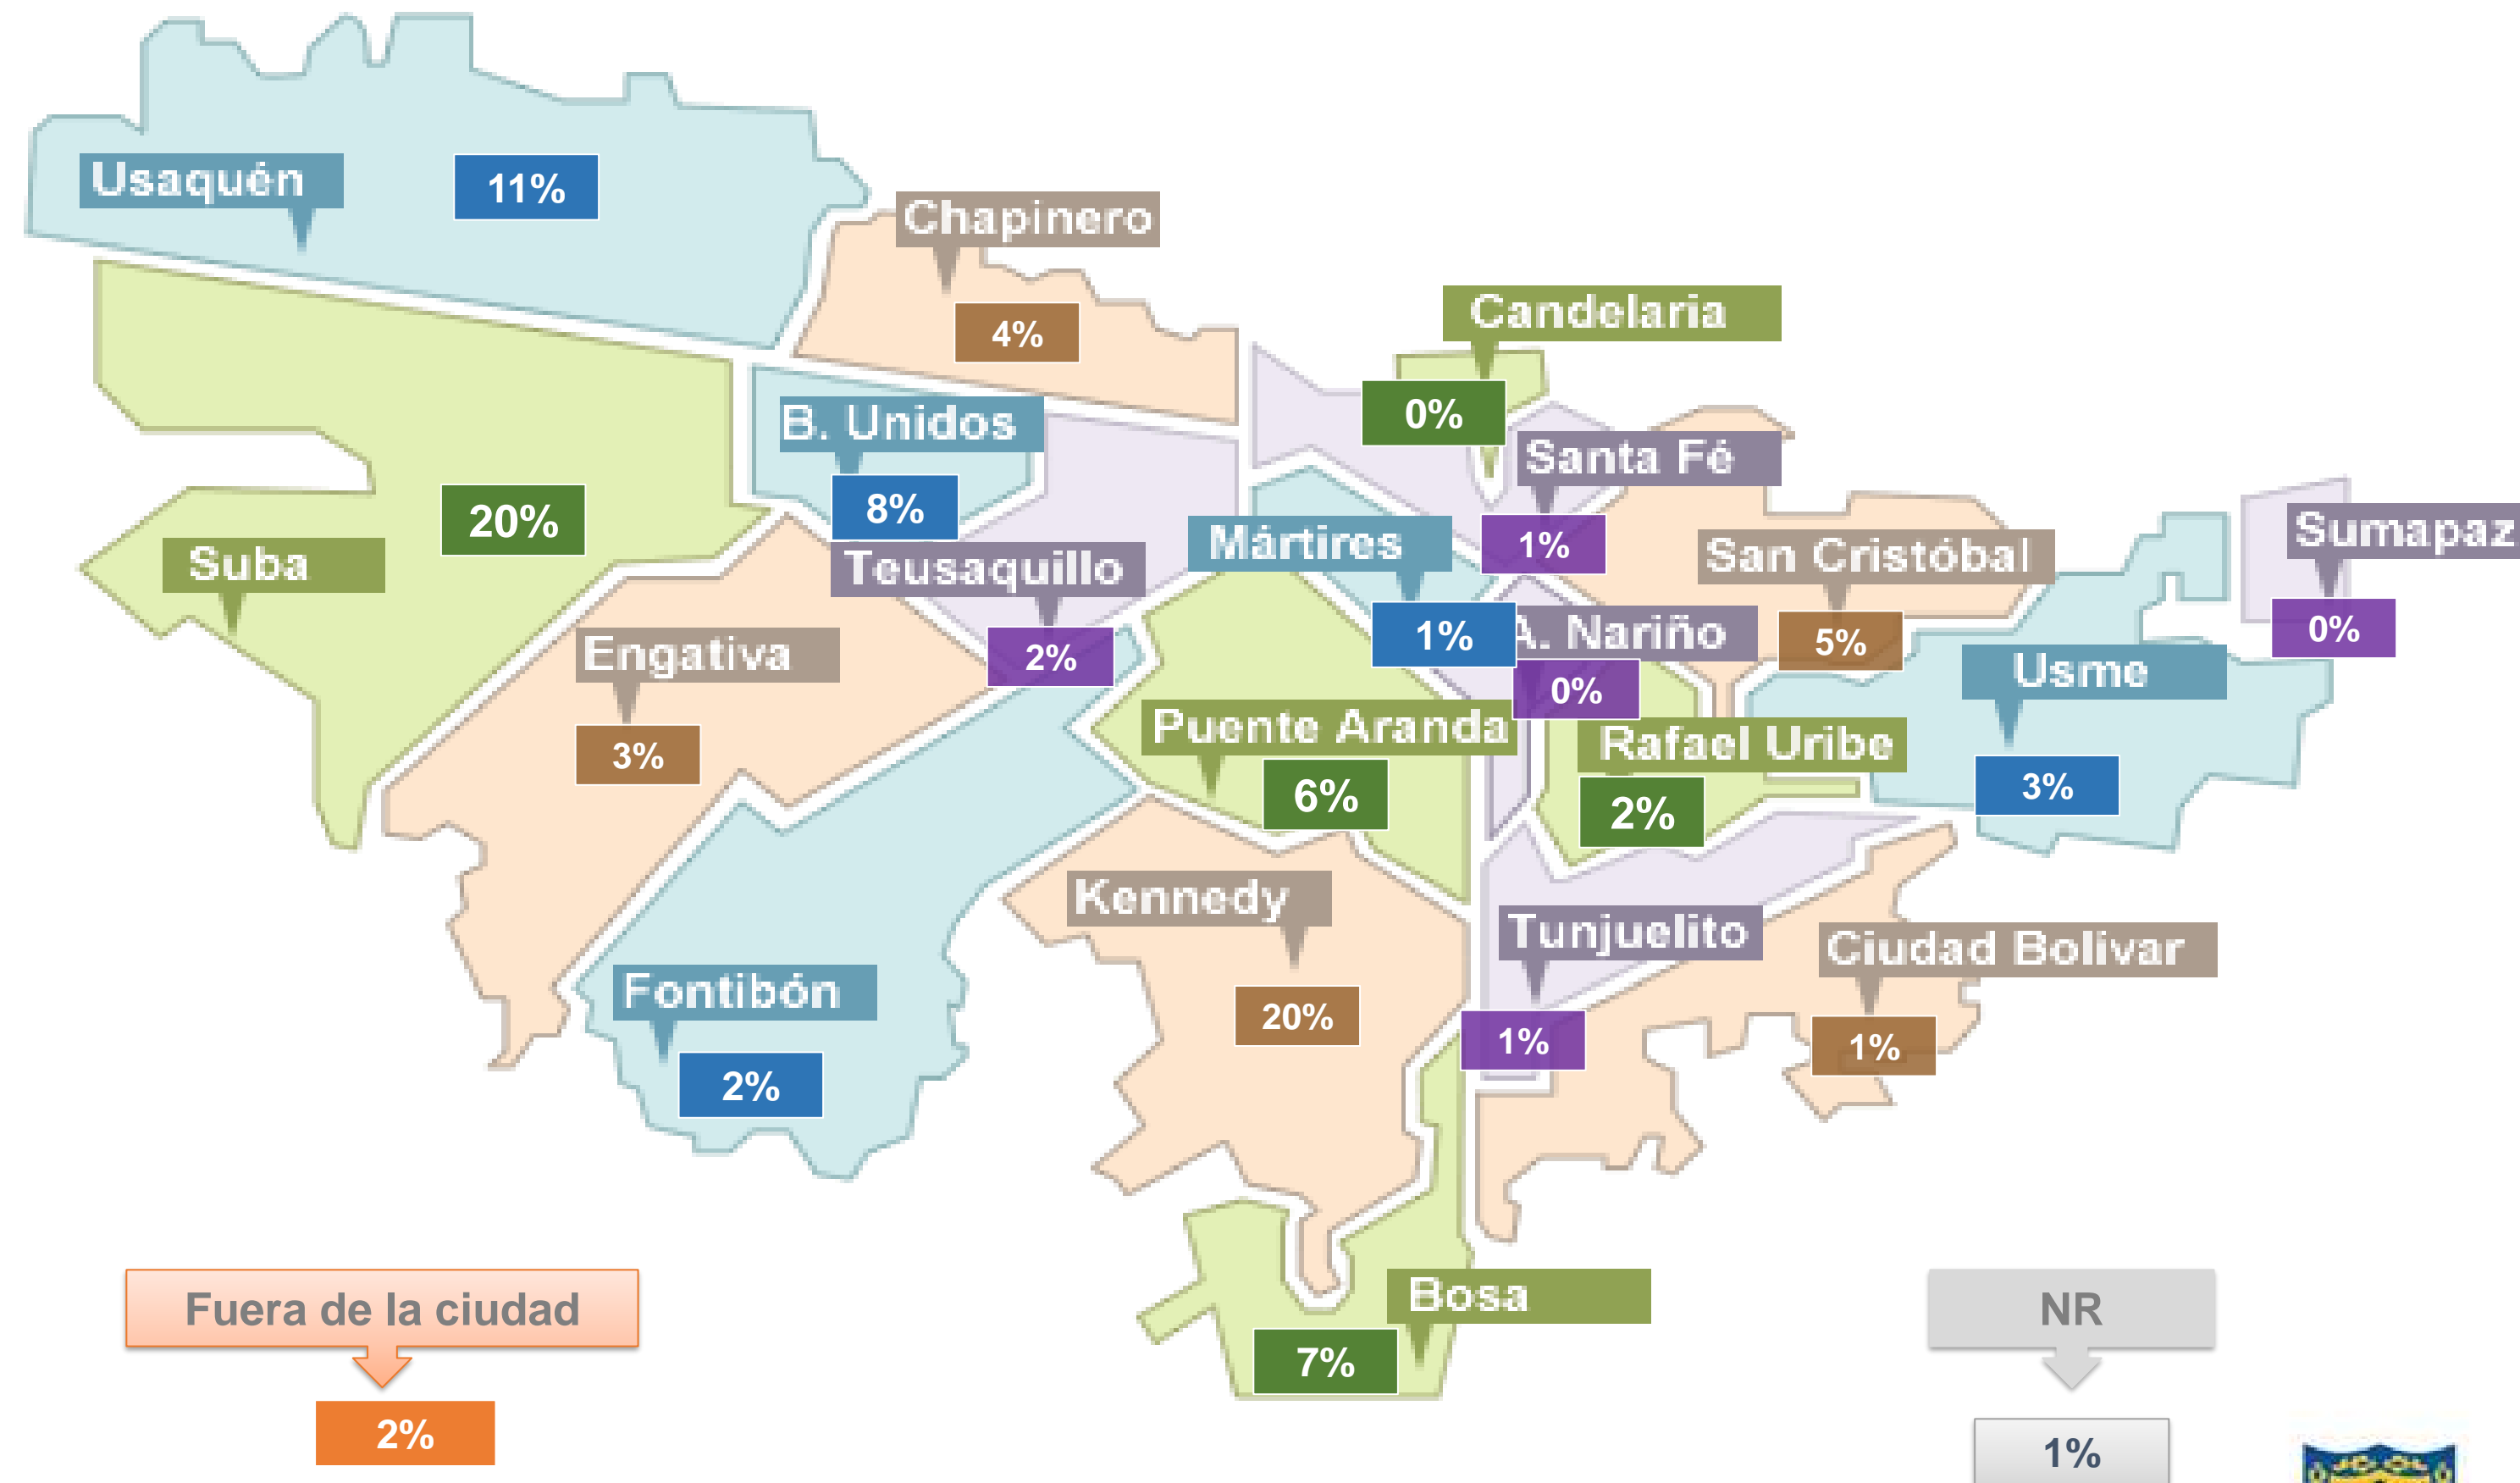 Usaquén
11%
Chapinero
4%
Candelaria
0%
B. Unidos
8%
Santa Fé
1%
Suba
20%
Teusaquillo
2%
Mártires
1%
San Cristóbal
5%
Sumapaz
0%
A. Nariño
0%
Usme
3%
Engativa
3%
Puente Aranda
6%
Rafael Uribe
2%
Kennedy
20%
Tunjuelito
1%
Ciudad Bolivar
1%
Fontibón
2%
Bosa
7%
Fuera de la ciudad
2%
NR
1%